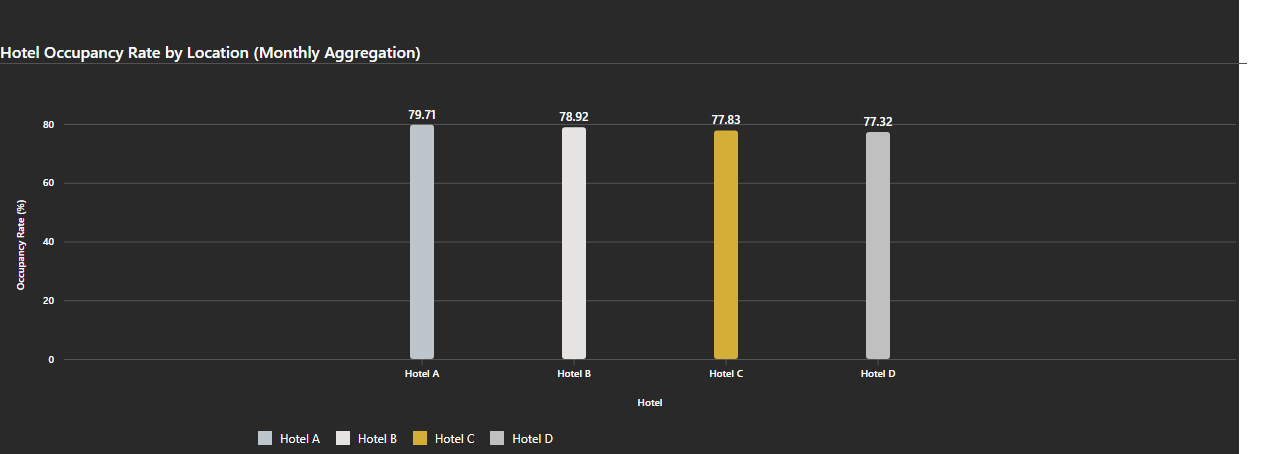 Hotel Occupancy Rate by Location (Monthly Aggregation)
79.71
78.92
77.83
77.32
80
60
40
20
0
Occupancy Rate (%)
Hotel A Hotel B Hotel C Hotel D
Hotel
Hotel A Hotel B Hotel C Hotel D